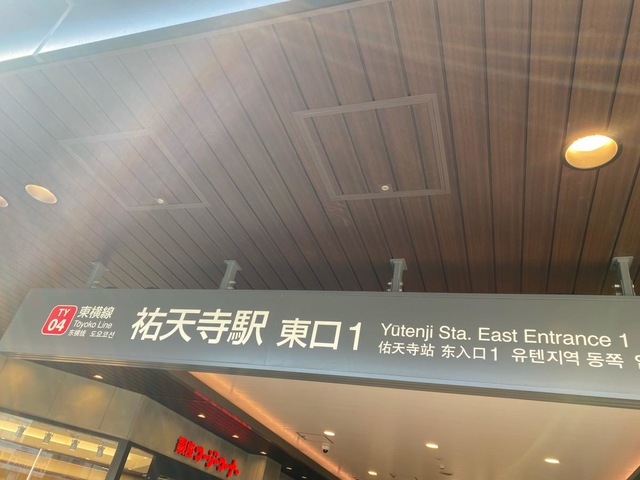 TY
04
東横線
Toyoko Line
东横线 도요코선
祐天寺駅 東口1
Yūtenji Sta. East Entrance 1
佑天寺站 东入口1 유텐지역 동쪽